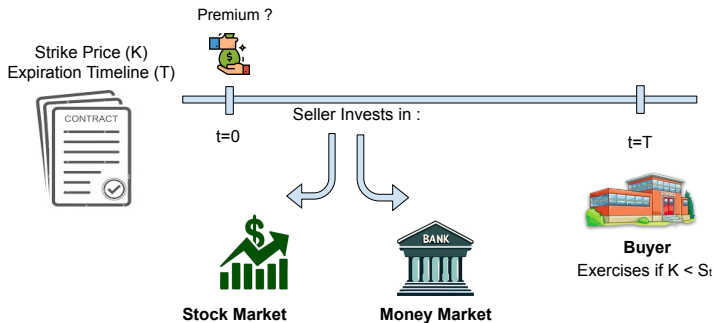 Premium ?
Strike Price (K)
Expiration Timeline (T)
$
CONTRACT
t=0
Seller Invests in :
t=T
$
BANK
Buyer
Exercises if K < St
Stock Market
Money Market